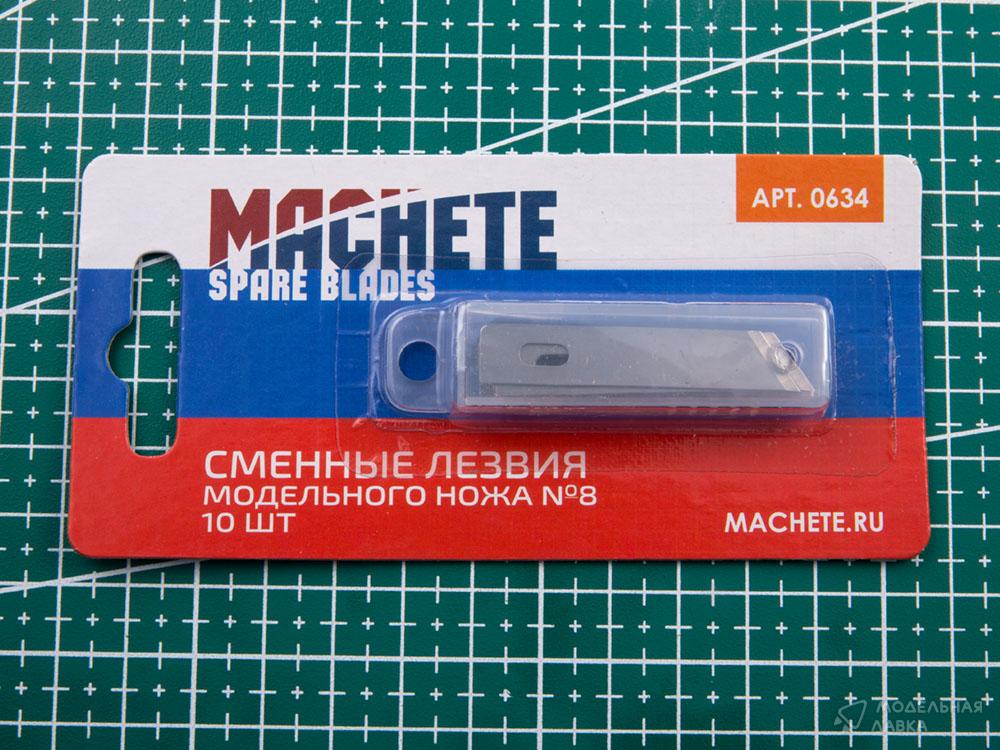 MACHETE
SPARE BLADES
АРТ. 0634
СМЕННЫЕ ЛЕЗВИЯ
МОДЕЛЬНОГО НОЖА №8
10 ШТ
MACHETE.RU
МОДЕЛЬНАЯ
ЛАВКА